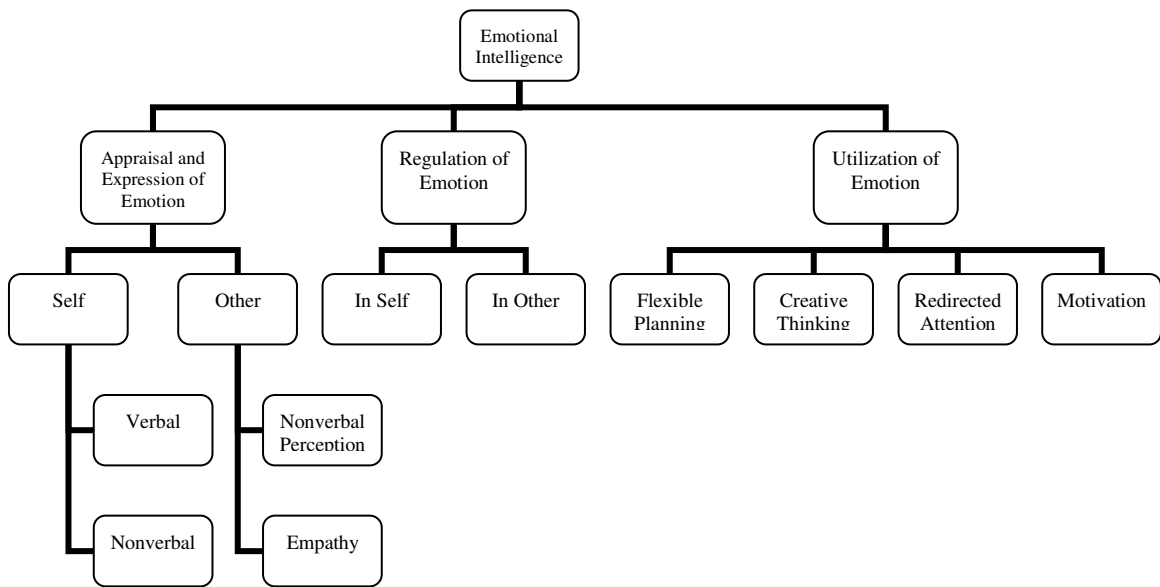 Emotional
Intelligence
Appraisal and
Expression of
Emotion
Regulation of
Emotion
Utilization of
Emotion
Self
Other
In Self
In Other
Flexible
Planning
Creative
Thinking
Redirected
Attention
Motivation
Verbal
Nonverbal
Perception
Nonverbal
Empathy